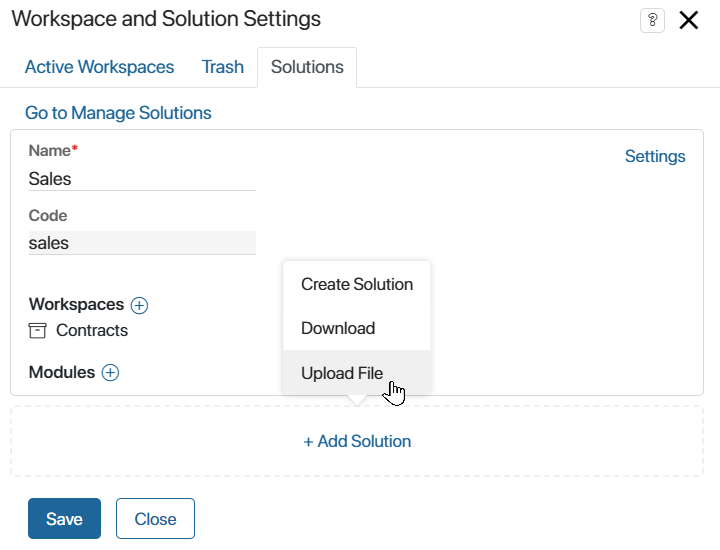 Workspace and Solution Settings ?
Active Workspaces Trash Solutions
Go to Manage Solutions
Name*
Settings
Sales
Code
sales
Create Solution
Workspaces
Contracts
Download
Modules
Upload File
+ Add Solution
Save Close